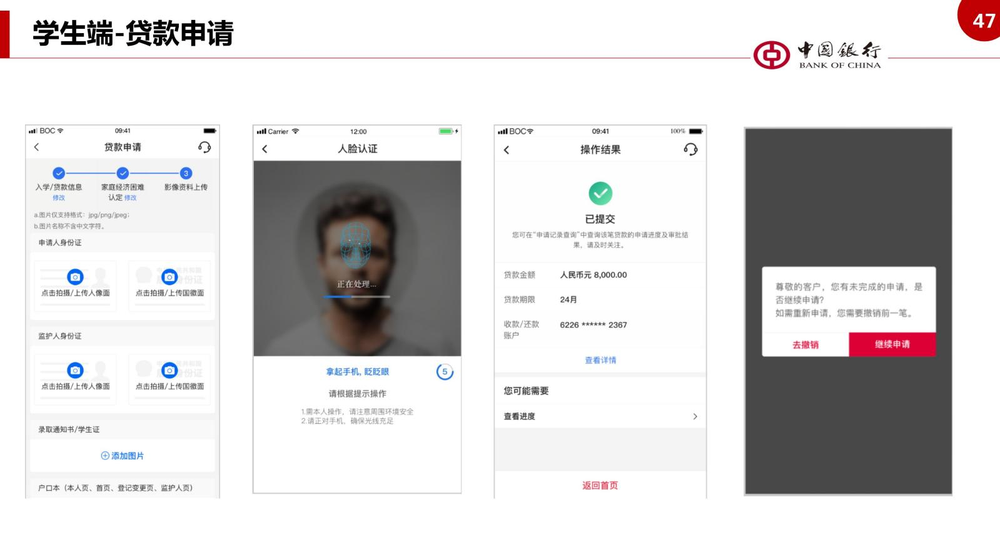 学生端-贷款申请
47
中國銀行
BANK OF CHINA
BOC
09:41
贷款申请
3
入学/贷款信息
修改
家庭经济困难
认定 修改
影像资料上传
a.图片仅支持格式：jpg/png/jpeg；
b.图片名称不含中文字符。
申请人身份证
点击拍摄/上传人像面
点击拍摄/上传国徽面
监护人身份证
点击拍摄/上传人像面
点击拍摄/上传国徽面
录取通知书/学生证
添加图片
户口本（本人页、首页、登记变更页、监护人页）
Carrier
12:00
人脸认证
正在处理...
拿起手机, 眨眨眼
5
请根据提示操作
1.需本人操作，请注意周围环境安全
2.请正对手机，确保光线充足
BOC
09:41
100%
操作结果
已提交
您可在“申请记录查询”中查询该笔贷款的申请进度及审批结
果，请及时关注。
贷款金额 人民币元 8,000.00
贷款期限 24月
收款/还款
账户
6226 ****** 2367
查看详情
您可能需要
查看进度
返回首页
尊敬的客户，您有未完成的申请，是
否继续申请?
如需重新申请，您需要撤销前一笔。
去撤销
继续申请